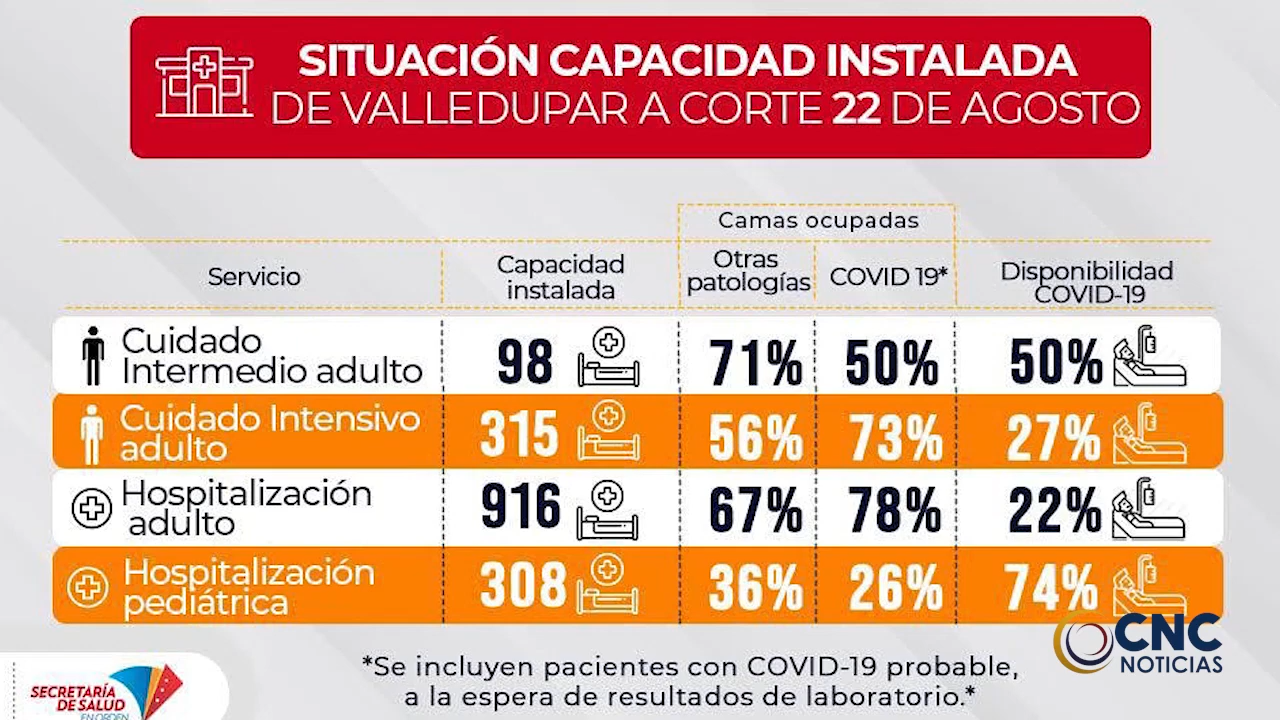 SITUACIÓN CAPACIDAD INSTALADA
DE VALLEDUPAR A CORTE 22 DE AGOSTO
Camas ocupadas
Servicio
Capacidad
instalada
Otras
patologías
COVID 19*
Disponibilidad
COVID-19
Cuidado
Intermedio adulto
98
71%
50%
50%
Cuidado Intensivo
adulto
315
56%
73%
27%
Hospitalización
adulto
916
67%
78%
22%
Hospitalización
pediátrica
308
36%
26%
74%
CNC
NOTICIAS
*Se incluyen pacientes con COVID-19 probable,
a la espera de resultados de laboratorio.*
SECRETARÍA
DE SALUD
EN ORDEN